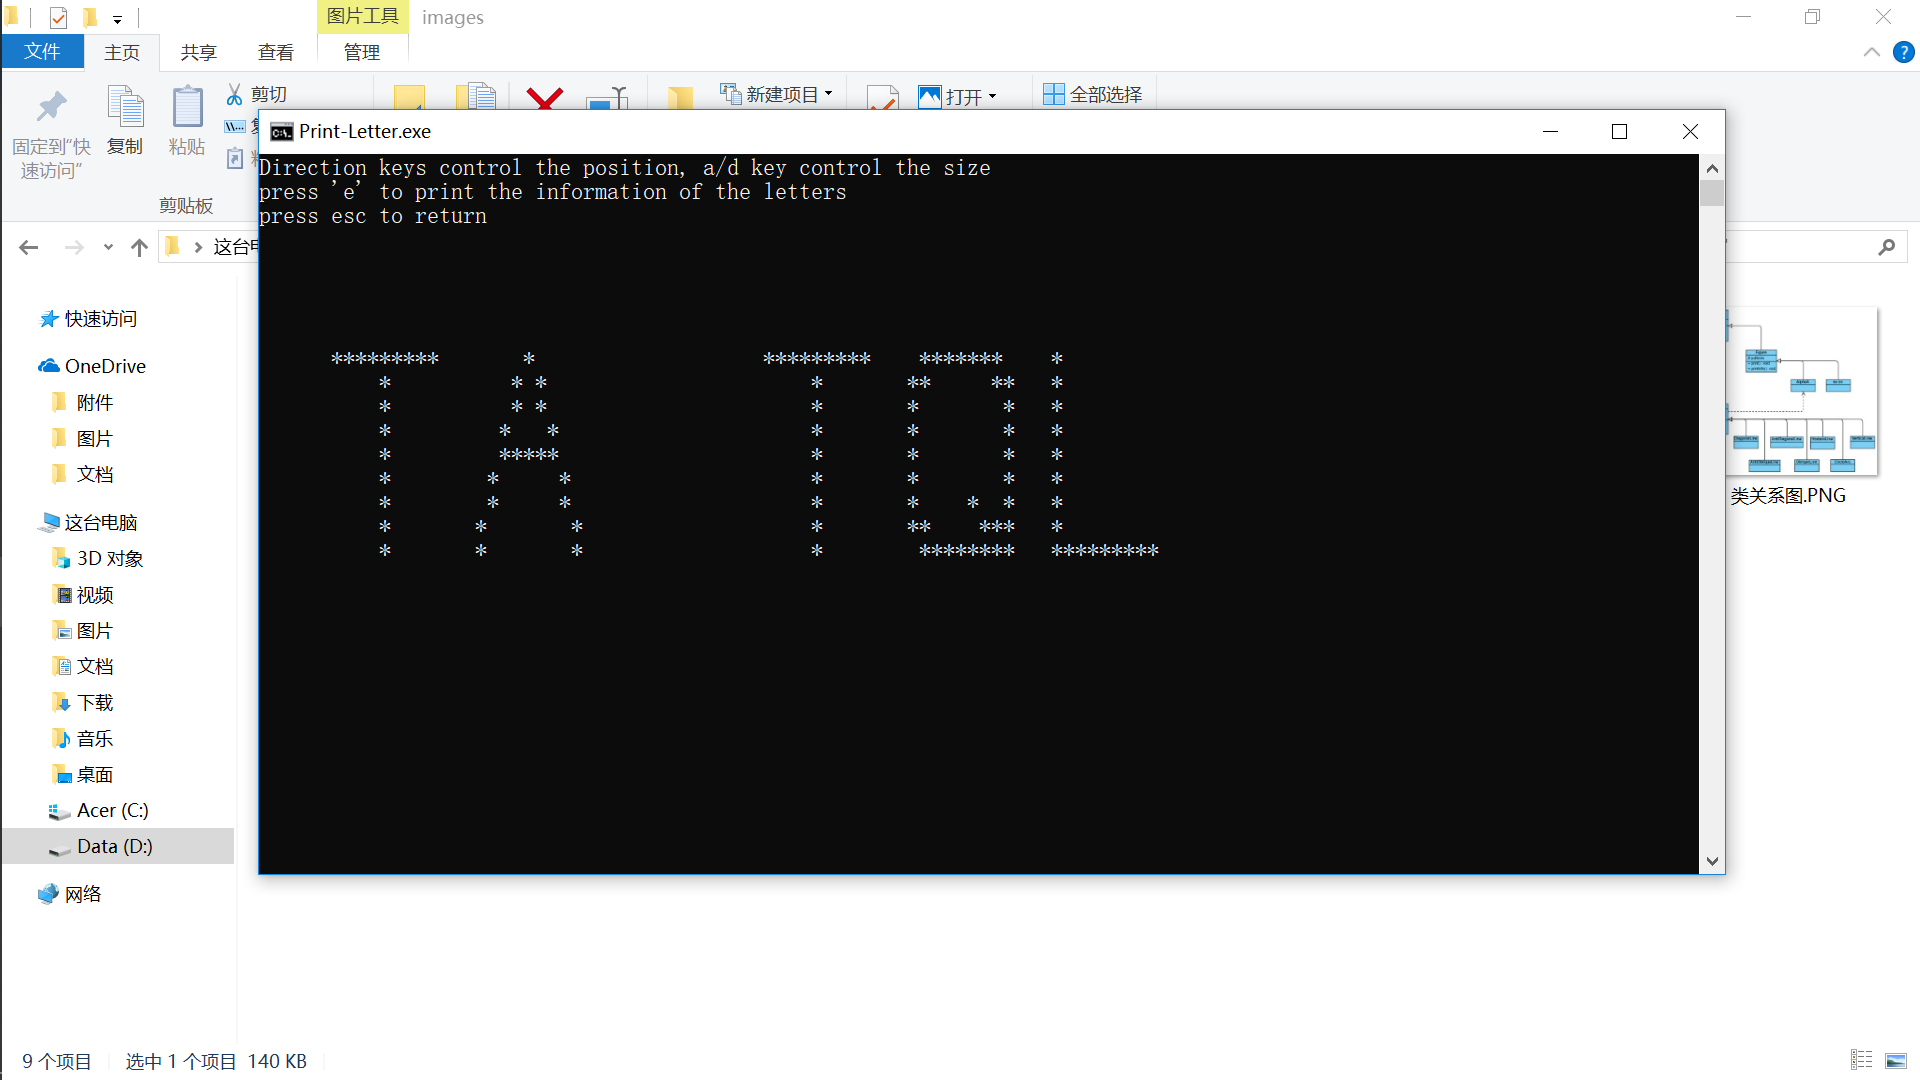 图片工具 images
文件 主页 共享 查看 管理
剪切
新建项目 打开 全部选择
固定到“快速访问” 复制 粘贴
剪贴板
Print-Letter.exe
Direction keys control the position, a/d key control the size
press 'e' to print the information of the letters
press esc to return
T A T Q L
这台电
快速访问
OneDrive
附件
图片
文档
这台电脑
3D 对象
视频
图片
文档
下载
音乐
桌面
Acer (C:)
Data (D:)
网络
类关系图.PNG
9 个项目 选中 1 个项目 140 KB